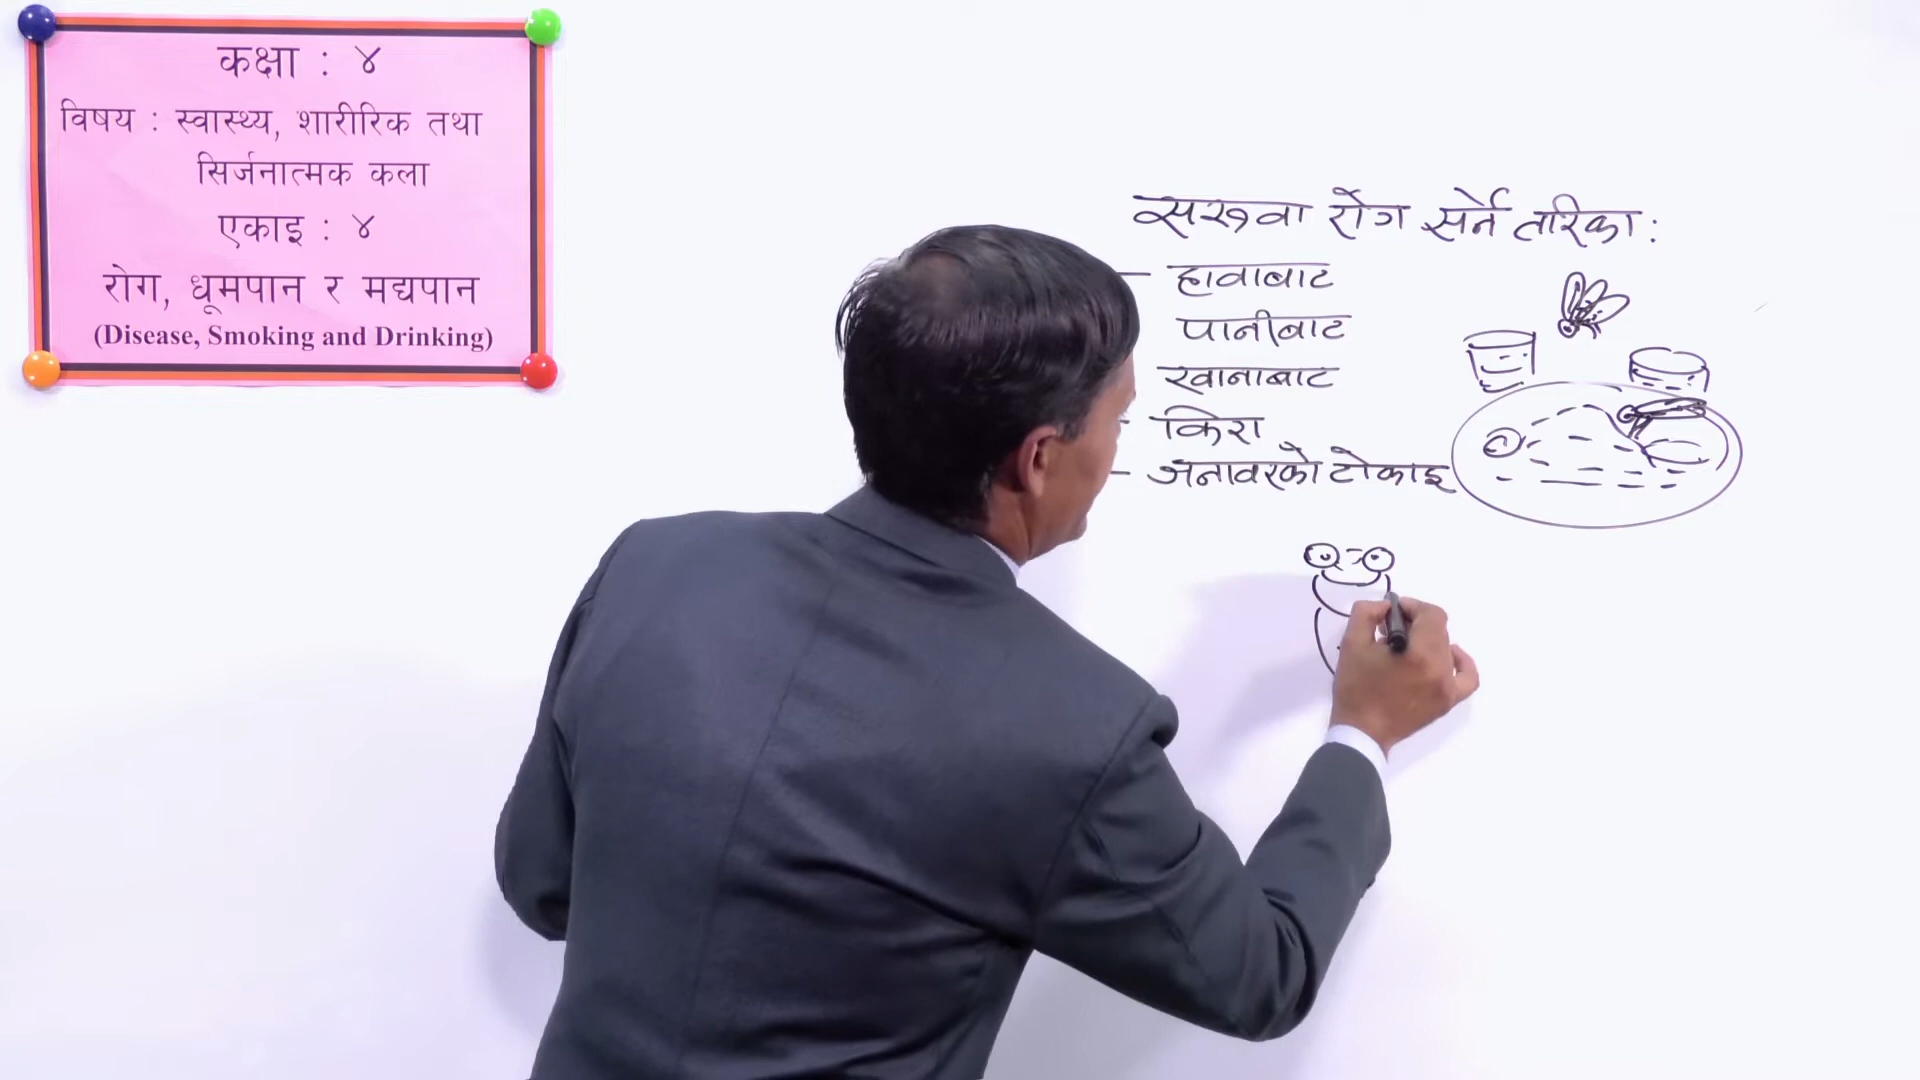 कक्षा : ४
विषय : स्वास्थ्य, शारीरिक तथा
सिर्जनात्मक कला
एकाइ : ४
रोग, धूमपान र मद्यपान
(Disease, Smoking and Drinking)
सरुवा रोग सर्ने तरिका :
- हावाबाट
पानीबाट
खानाबाट
- किरा
- जनावरको टोकाइ